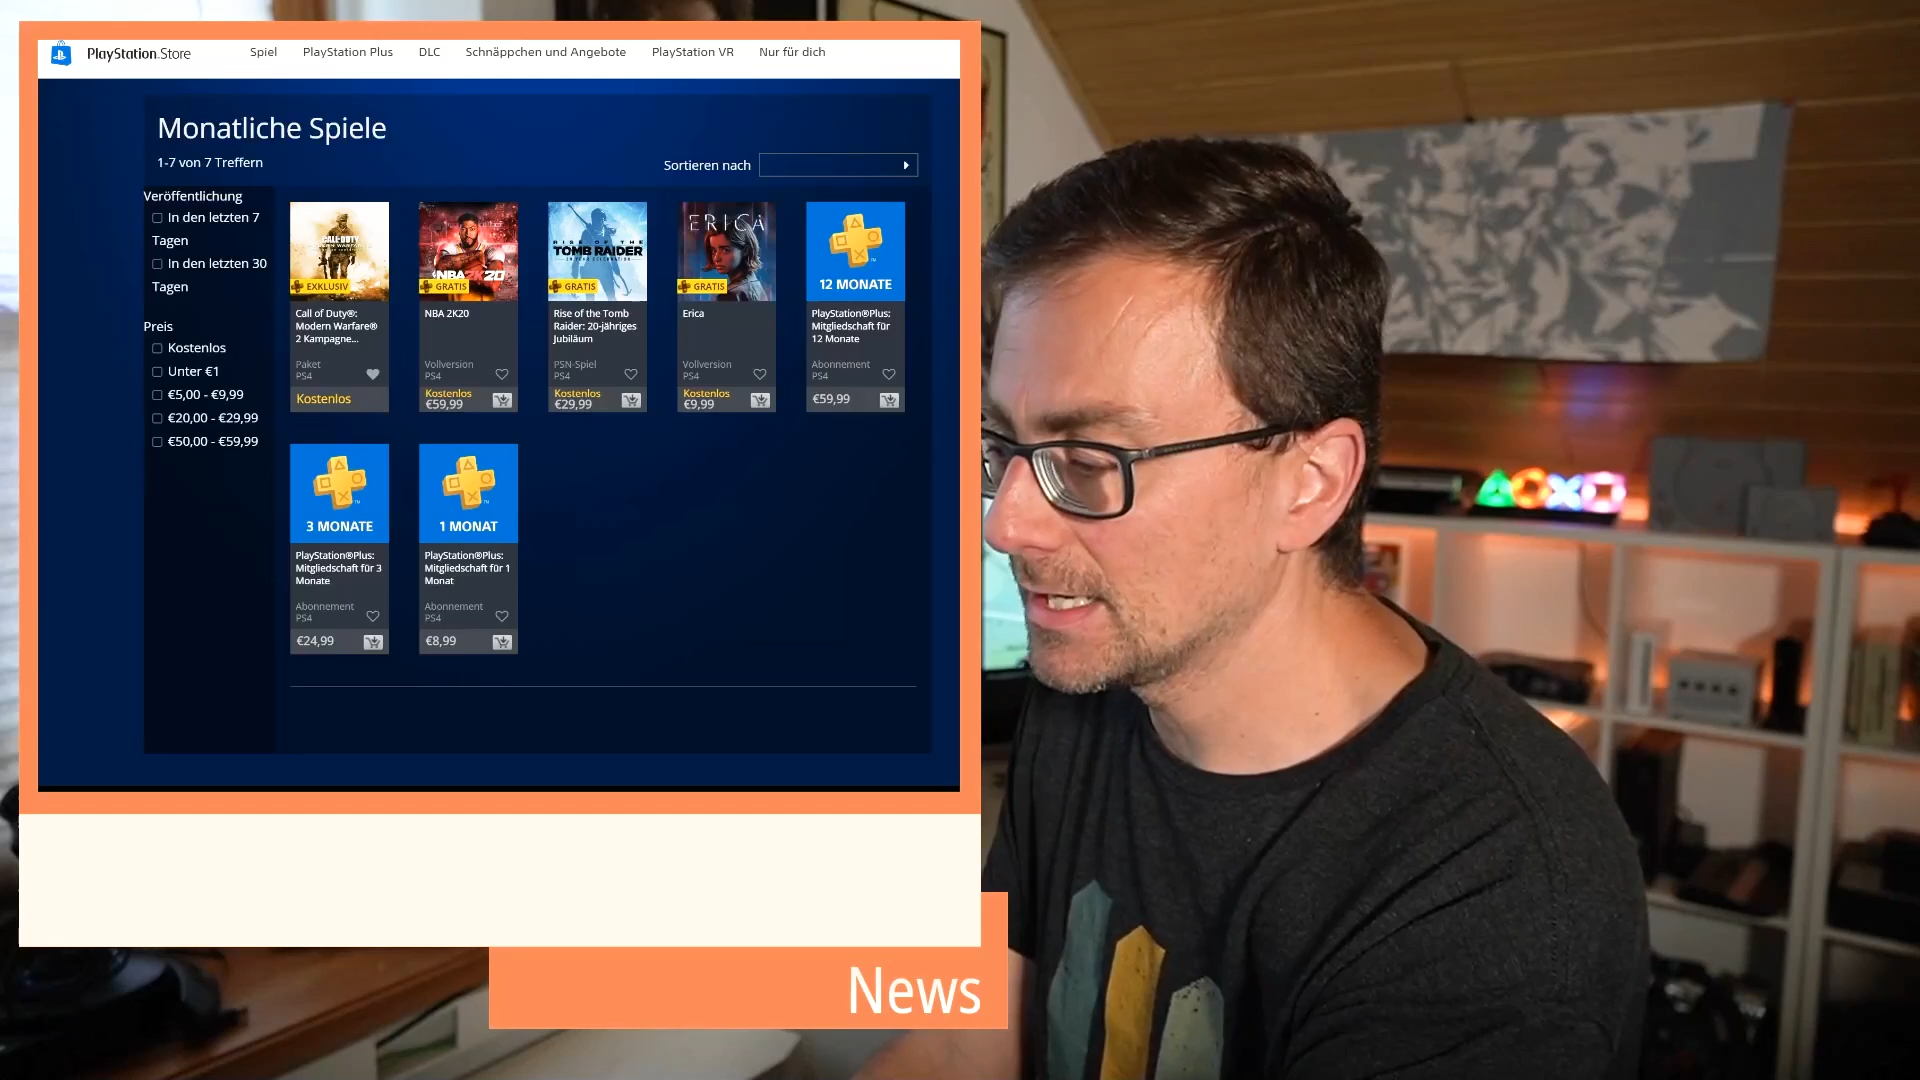 PlayStation.Store
Spiel PlayStation Plus DLC Schnäppchen und Angebote PlayStation VR Nur für dich
Monatliche Spiele
1-7 von 7 Treffern
Sortieren nach
Veröffentlichung
In den letzten 7
Tagen
In den letzten 30
Tagen
Preis
Kostenlos
Unter €1
€5,00 - €9,99
€20,00 - €29,99
€50,00 - €59,99
CALL·DUTY
EXKLUSIV
Call of Duty®:
Modern Warfare®
2 Kampagne...
Paket
PS4
Kostenlos
NBA 2K20
GRATIS
NBA 2K20
Vollversion
PS4
Kostenlos
€59,99
RISE OF THE
TOMB RAIDER
GRATIS
Rise of the Tomb
Raider: 20-jähriges
Jubiläum
PSN-Spiel
PS4
Kostenlos
€29,99
ERICA
GRATIS
Erica
Vollversion
PS4
Kostenlos
€9,99
12 MONATE
PlayStation®Plus:
Mitgliedschaft für
12 Monate
Abonnement
PS4
€59,99
3 MONATE
PlayStation®Plus:
Mitgliedschaft für 3
Monate
Abonnement
PS4
€24,99
1 MONAT
PlayStation®Plus:
Mitgliedschaft für 1
Monat
Abonnement
PS4
€8,99
News